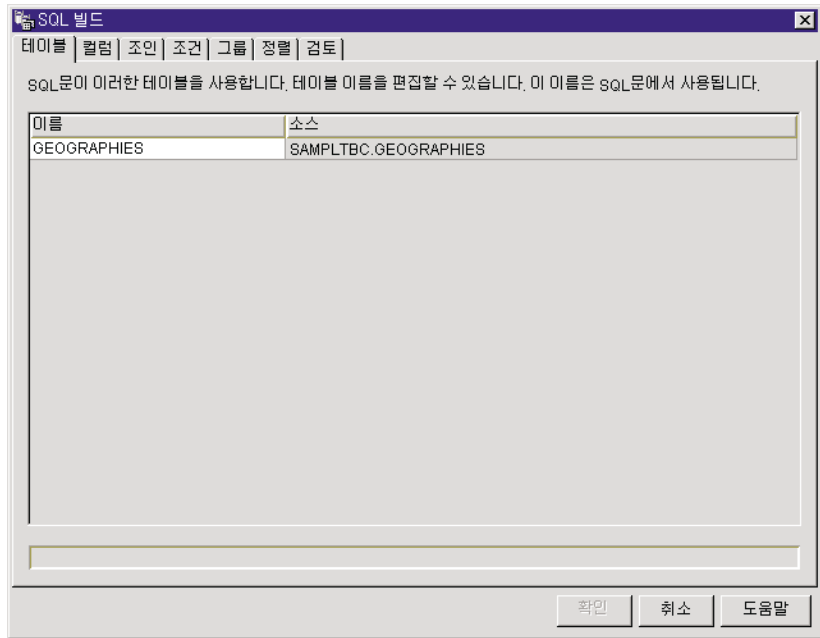 SQL 빌드
테이블 컬럼 조인 조건 그룹 정렬 검토
SQL문이 이러한 테이블을 사용합니다. 테이블 이름을 편집할 수 있습니다. 이 이름은 SQL문에서 사용됩니다.
이름 소스
GEOGRAPHIES SAMPLTBC.GEOGRAPHIES
확인 취소 도움말